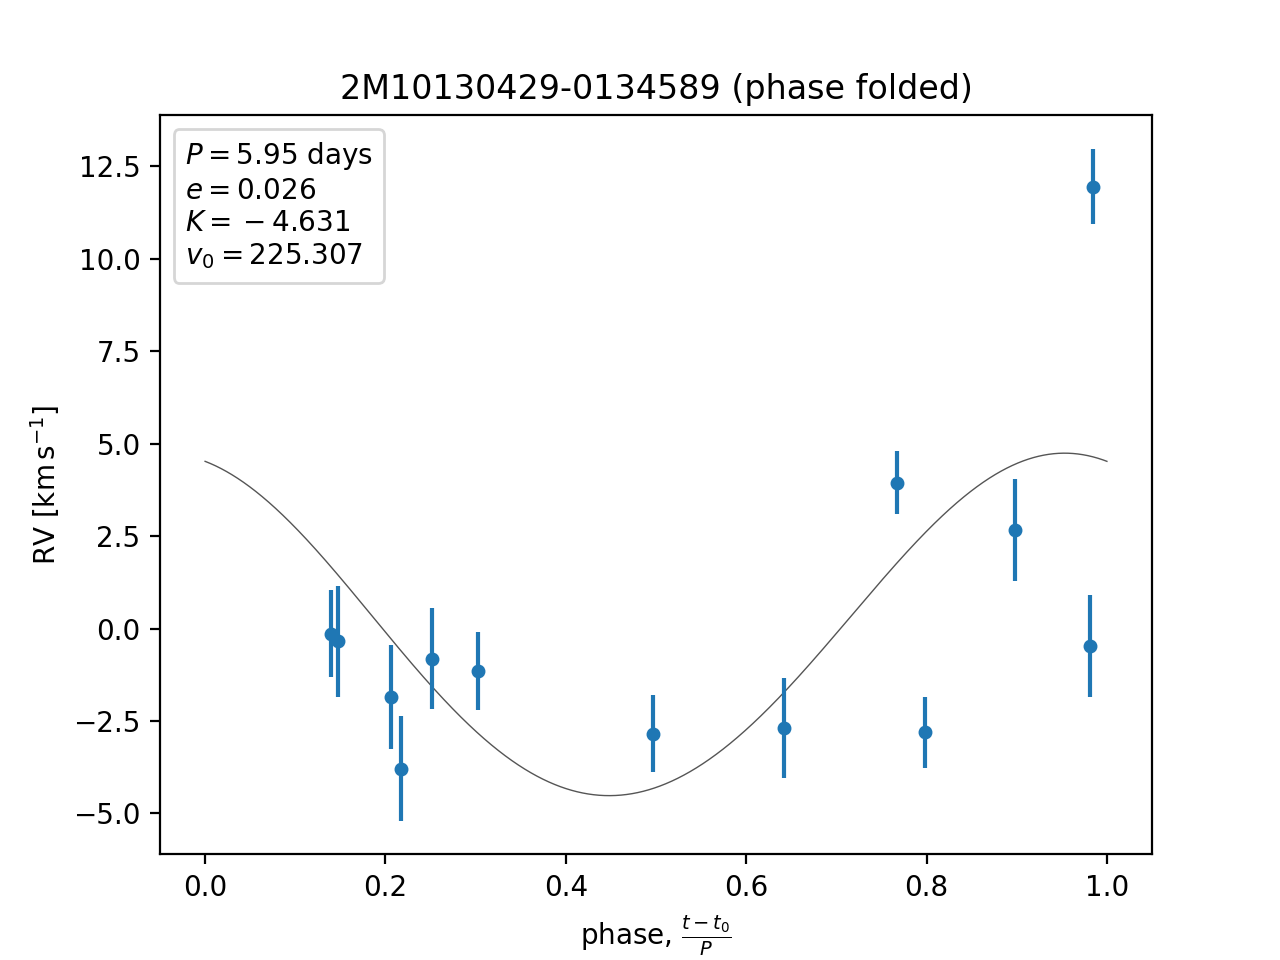 2M10130429-0134589 (phase folded)
P = 5.95 days
e = 0.026
K = −4.631
v₀ = 225.307
12.5
10.0
7.5
5.0
2.5
0.0
−2.5
−5.0
RV [km s⁻¹]
0.0 0.2 0.4 0.6 0.8 1.0
phase, (t − t₀)/P